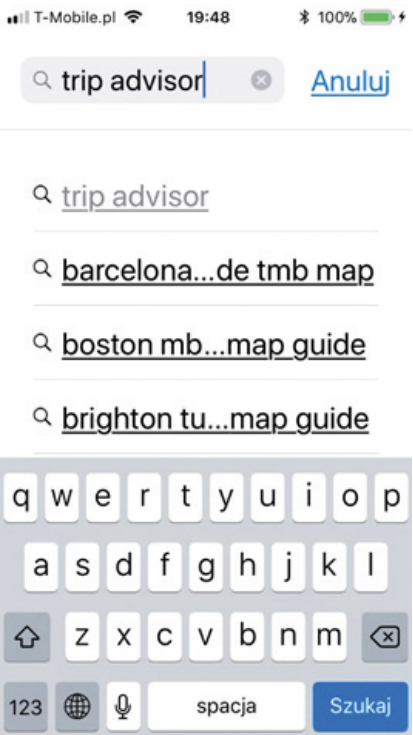 T-Mobile.pl 19:48 100%
trip advisor Anuluj
trip advisor
barcelona...de tmb map
boston mb...map guide
brighton tu...map guide
q w e r t y u i o p
a s d f g h j k l
z x c v b n m
123 spacja Szukaj